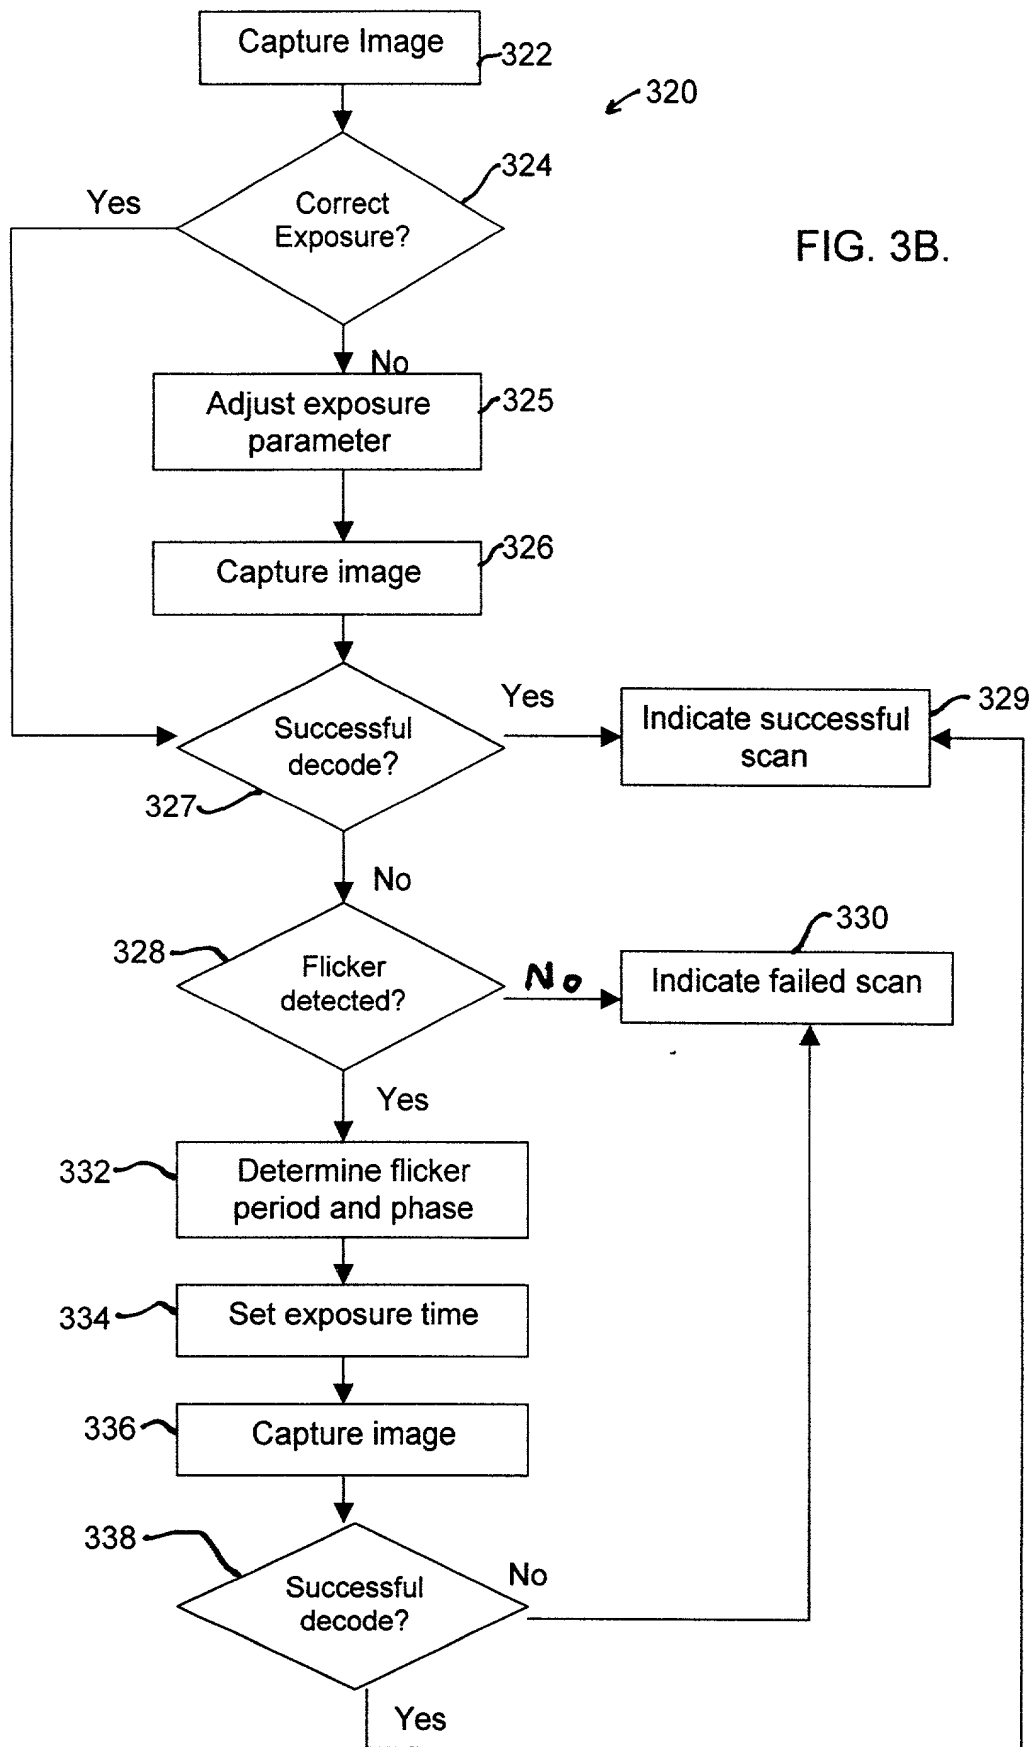 Capture Image
322
320
324
Yes
Correct
Exposure?
FIG. 3B.
No
Adjust exposure
parameter
325
Capture image
326
Successful
decode?
327
Yes
Indicate successful
scan
329
No
328
Flicker
detected?
No
330
Indicate failed scan
Yes
332
Determine flicker
period and phase
334
Set exposure time
336
Capture image
338
Successful
decode?
No
Yes